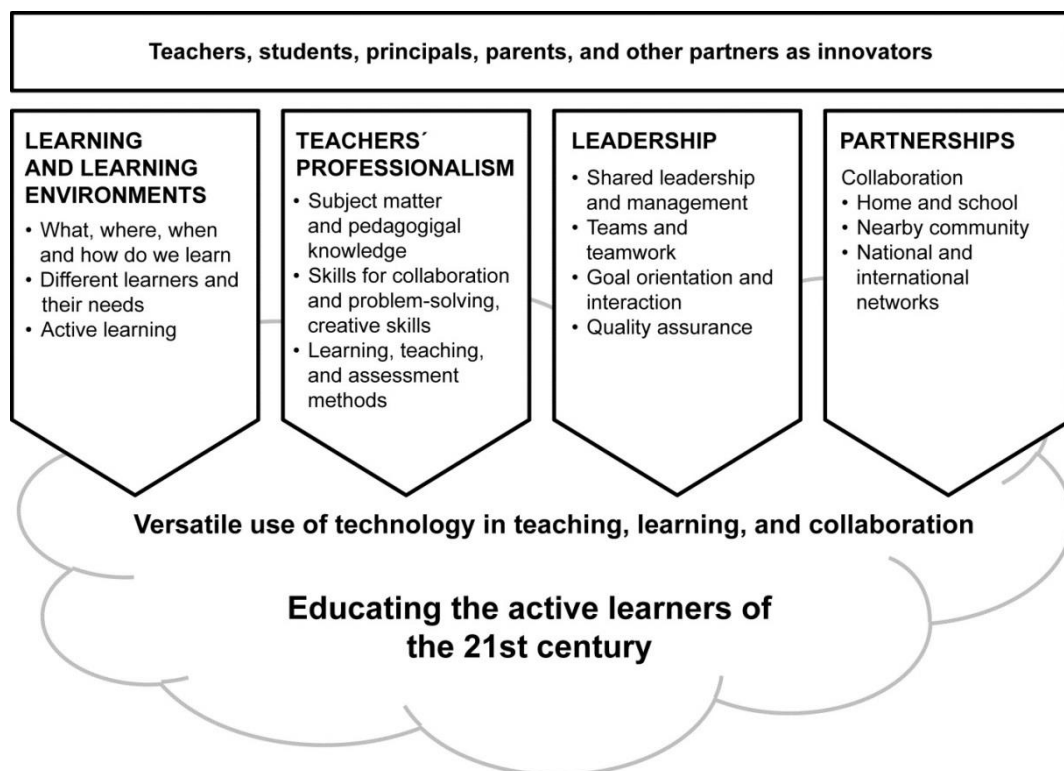 Teachers, students, principals, parents, and other partners as innovators
LEARNING
AND LEARNING
ENVIRONMENTS
• What, where, when
and how do we learn
• Different learners and
their needs
• Active learning
TEACHERS´
PROFESSIONALISM
• Subject matter
and pedagogigal
knowledge
• Skills for collaboration
and problem-solving,
creative skills
• Learning, teaching,
and assessment
methods
LEADERSHIP
• Shared leadership
and management
• Teams and
teamwork
• Goal orientation and
interaction
• Quality assurance
PARTNERSHIPS
Collaboration
• Home and school
• Nearby community
• National and
international
networks
Versatile use of technology in teaching, learning, and collaboration
Educating the active learners of
the 21st century